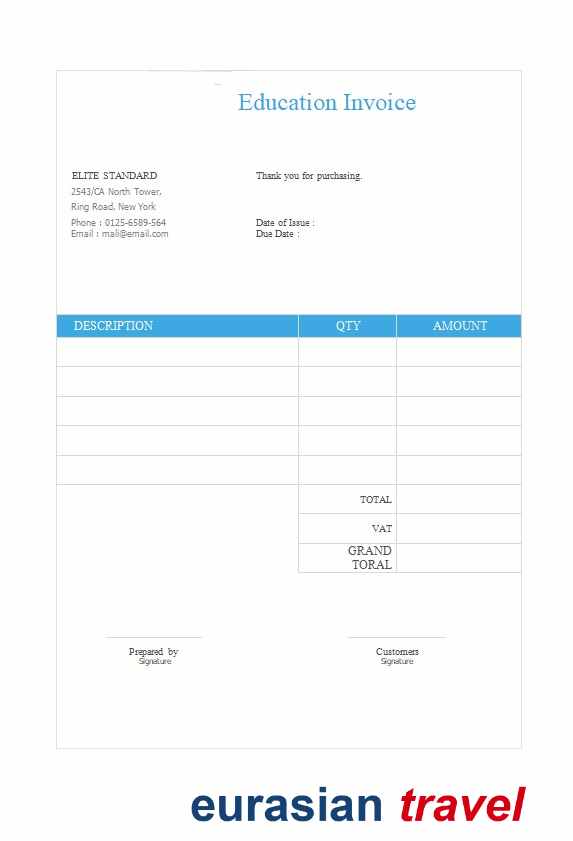 Education Invoice
ELITE STANDARD
Thank you for purchasing.
2543/CA North Tower,
Ring Road, New York
Phone : 0125-6589-564
Date of Issue :
Email : mali@email.com
Due Date :
DESCRIPTION QTY AMOUNT
TOTAL
VAT
GRAND
TORAL
Prepared by
Signature
Customers
Signature
eurasian travel